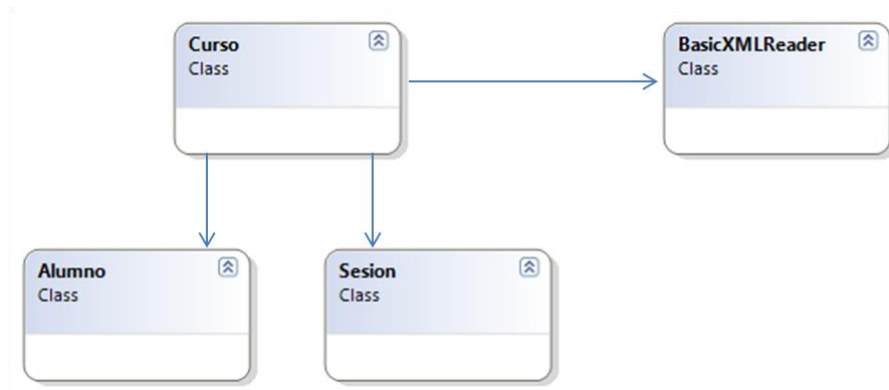 Curso
Class
BasicXMLReader
Class
Alumno
Class
Sesion
Class